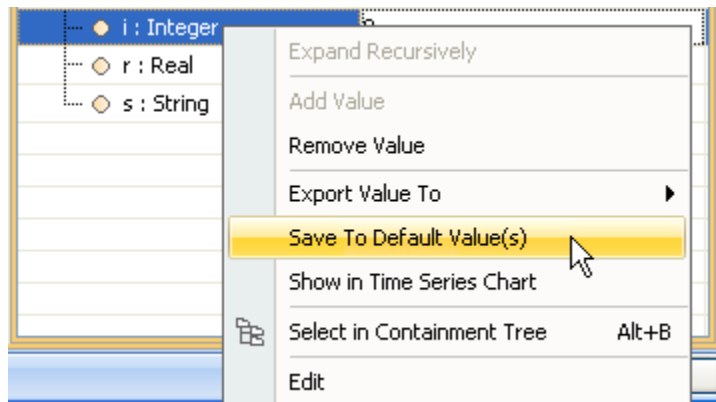 i : Integer
r : Real
s : String
Expand Recursively
Add Value
Remove Value
Export Value To
Save To Default Value(s)
Show in Time Series Chart
Select in Containment Tree Alt+B
Edit